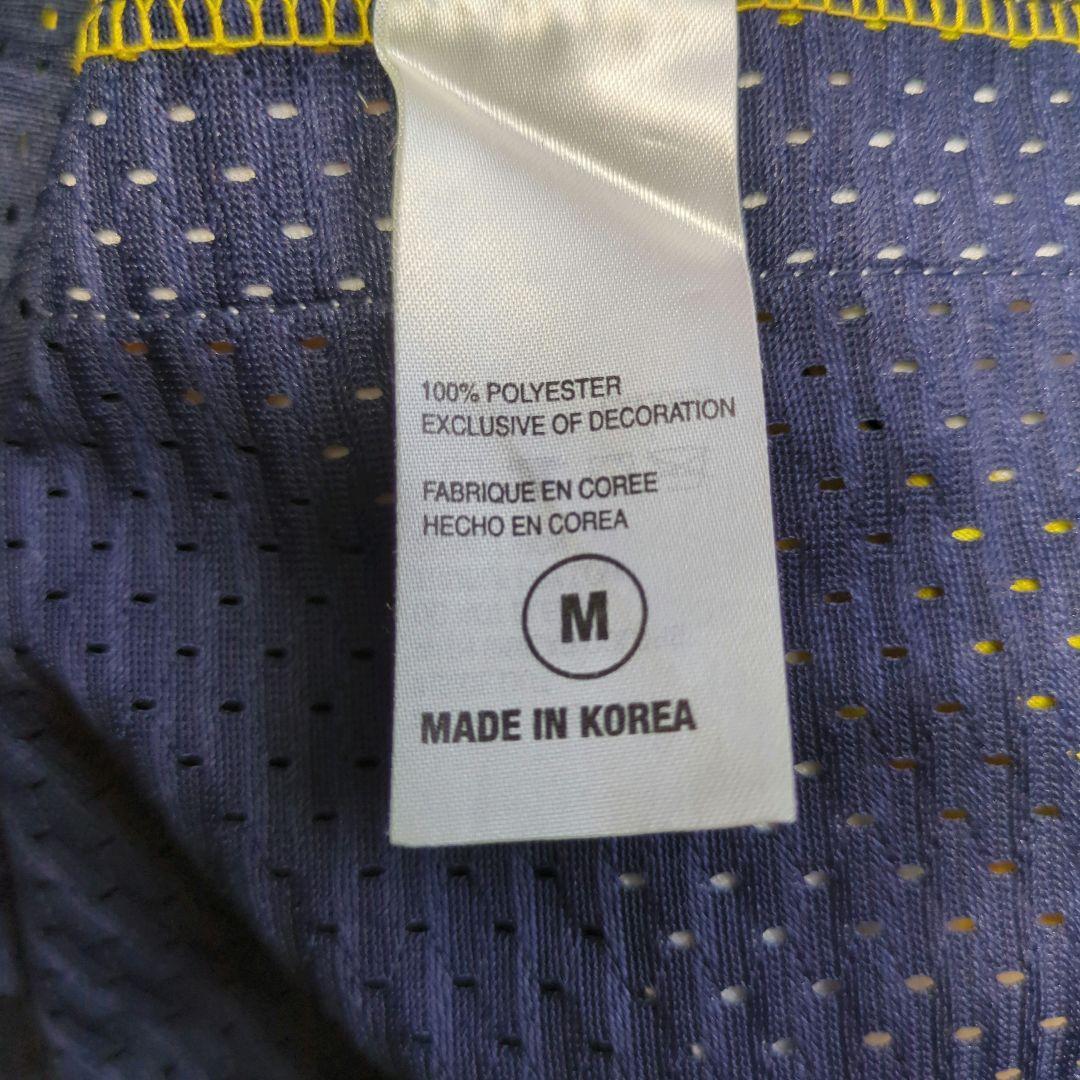 100% POLYESTER
EXCLUSIVE OF DECORATION
FABRIQUE EN COREE
HECHO EN COREA
M
MADE IN KOREA